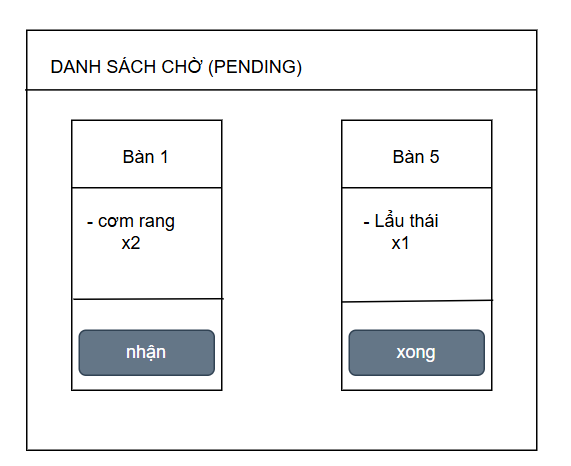 DANH SÁCH CHỜ (PENDING)
Bàn 1
- cơm rang
x2
nhận
Bàn 5
- Lẩu thái
x1
xong